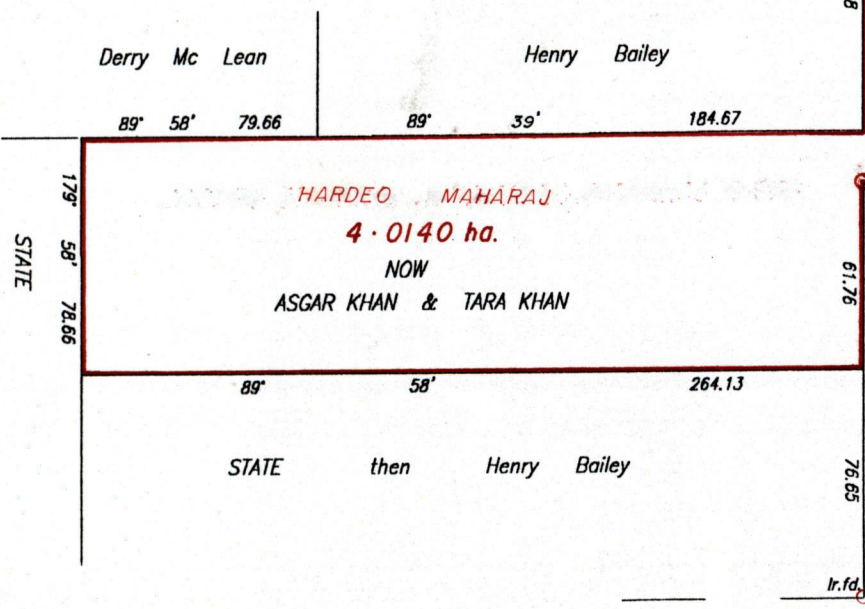 8
Derry Mc Lean
Henry Bailey
89° 58' 79.66
89° 39' 184.67
179° 58' 78.66
STATE
HARDEO MAHARAJ
4·0140 ha.
NOW
ASGAR KHAN & TARA KHAN
61.76
89° 58' 264.13
STATE then Henry Bailey
76.65
Ir.fd.